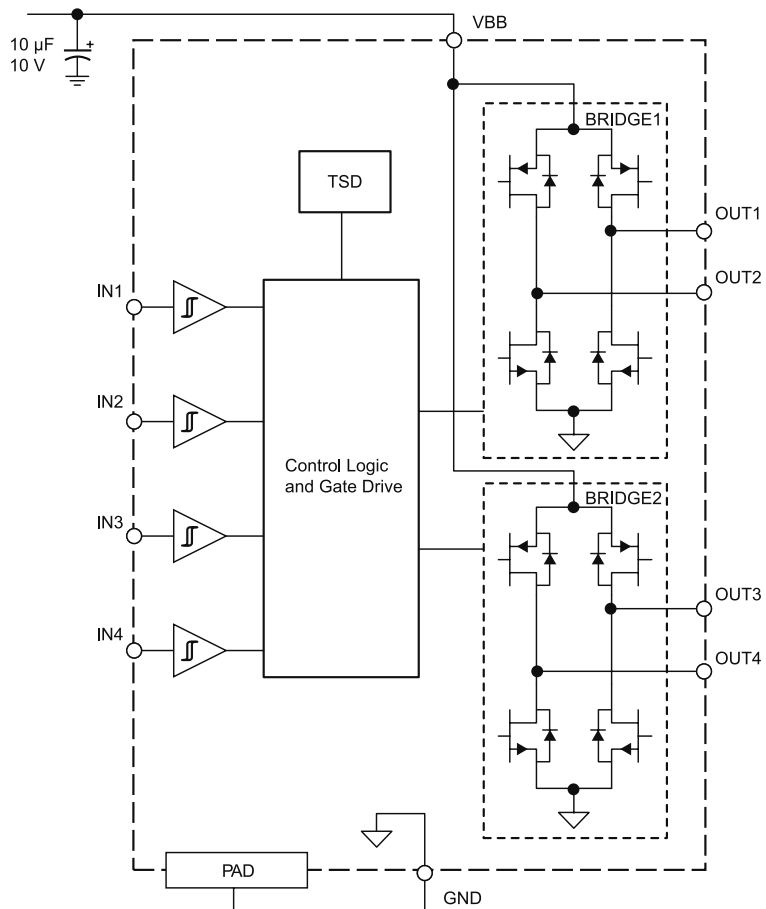 VBB
10 µF
10 V
+
BRIDGE1
TSD
OUT1
IN1
OUT2
IN2
Control Logic
and Gate Drive
BRIDGE2
IN3
OUT3
IN4
OUT4
PAD
GND